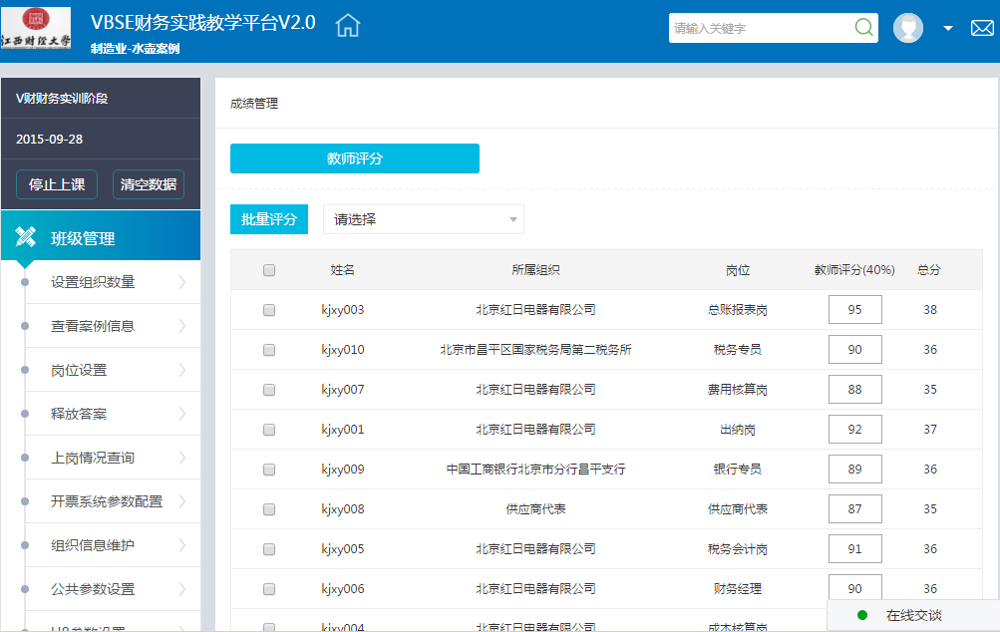 江西财经大学
VBSE财务实践教学平台V2.0
制造业-水壶案例
请输入关键字
V财财务实训阶段
2015-09-28
停止上课 清空数据
班级管理
设置组织数量
查看案例信息
岗位设置
释放答案
上岗情况查询
开票系统参数配置
组织信息维护
公共参数设置
U8参数设置
成绩管理
教师评分
批量评分 请选择
姓名 所属组织 岗位 教师评分(40%) 总分
kjxy003 北京红日电器有限公司 总账报表岗 95 38
kjxy010 北京市昌平区国家税务局第二税务所 税务专员 90 36
kjxy007 北京红日电器有限公司 费用核算岗 88 35
kjxy001 北京红日电器有限公司 出纳岗 92 37
kjxy009 中国工商银行北京市分行昌平支行 银行专员 89 36
kjxy008 供应商代表 供应商代表 87 35
kjxy005 北京红日电器有限公司 税务会计岗 91 36
kjxy006 北京红日电器有限公司 财务经理 90 36
kjxy004 北京红日电器有限公司 成本核算岗
在线交谈